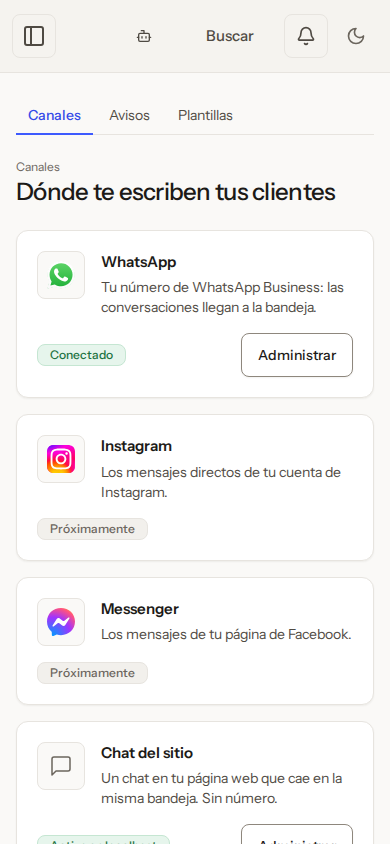 Buscar
Canales
Avisos
Plantillas
Canales
Dónde te escriben tus clientes
WhatsApp
Tu número de WhatsApp Business: las
conversaciones llegan a la bandeja.
Conectado
Administrar
Instagram
Los mensajes directos de tu cuenta de
Instagram.
Próximamente
Messenger
Los mensajes de tu página de Facebook.
Próximamente
Chat del sitio
Un chat en tu página web que cae en la
misma bandeja. Sin número.